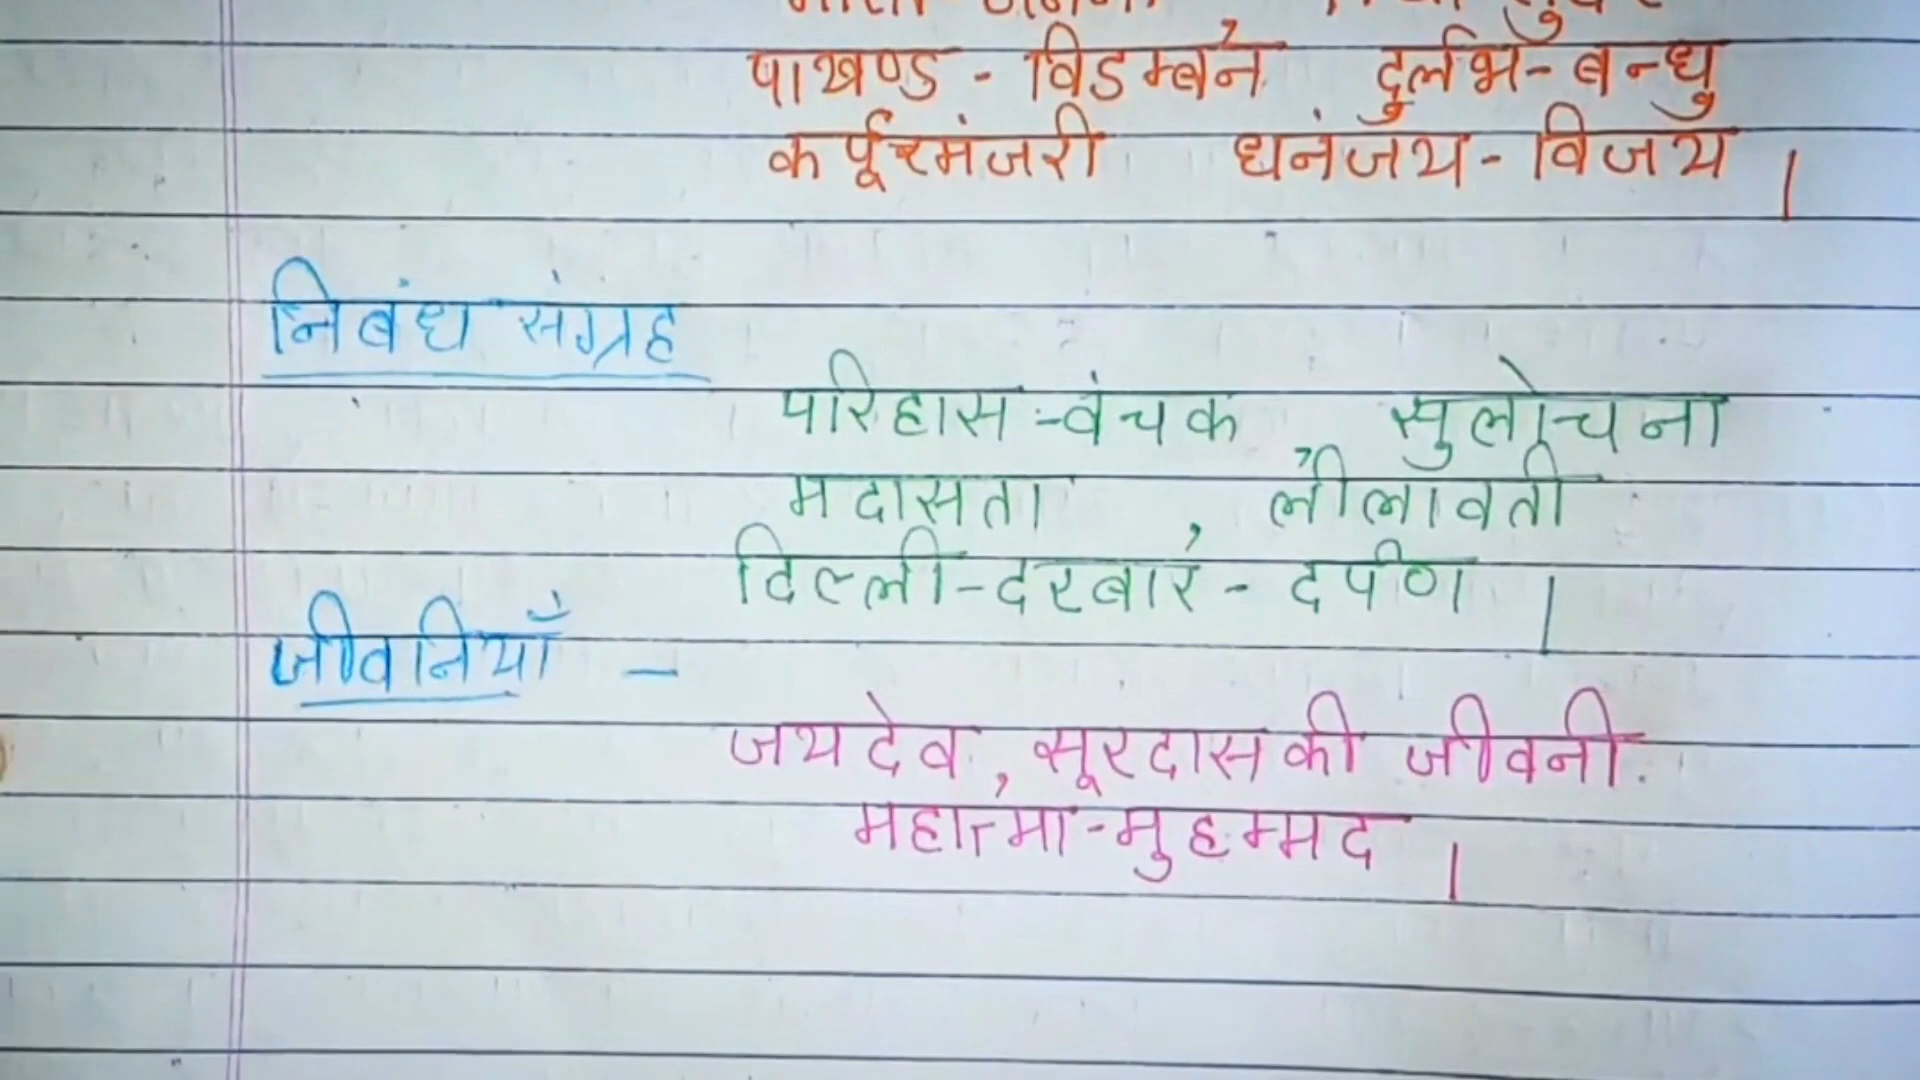 पाखण्ड - विडम्बन, दुर्लभ-बन्धु
कर्पूरमंजरी धनंजय-विजय ।
निबंध संग्रह
परिहास-वंचक सुलोचना
मदासता , लीलावती
दिल्ली-दरबार - दर्पण ।
जीवनियाँ -
जयदेव, सूरदास की जीवनी,
महात्मा-मुहम्मद ।